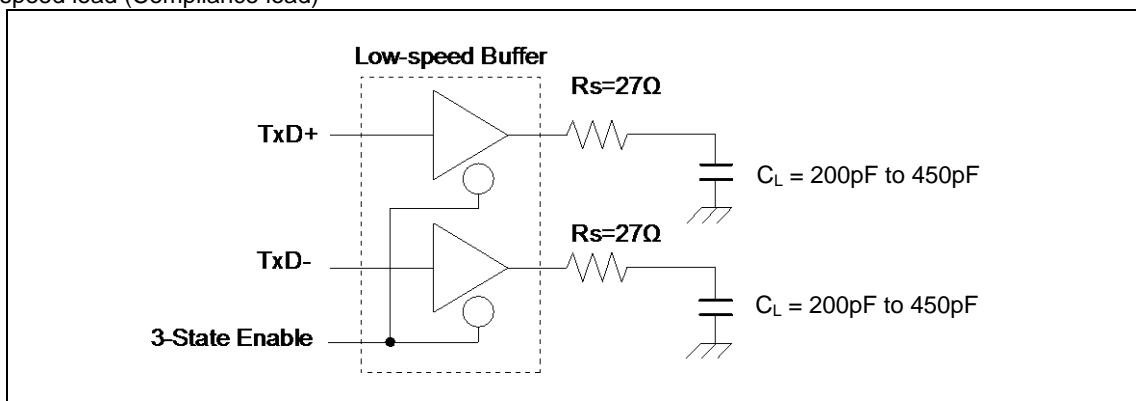 Low-speed Buffer
Rs=27Ω
TxD+
C_L = 200pF to 450pF
Rs=27Ω
TxD-
C_L = 200pF to 450pF
3-State Enable